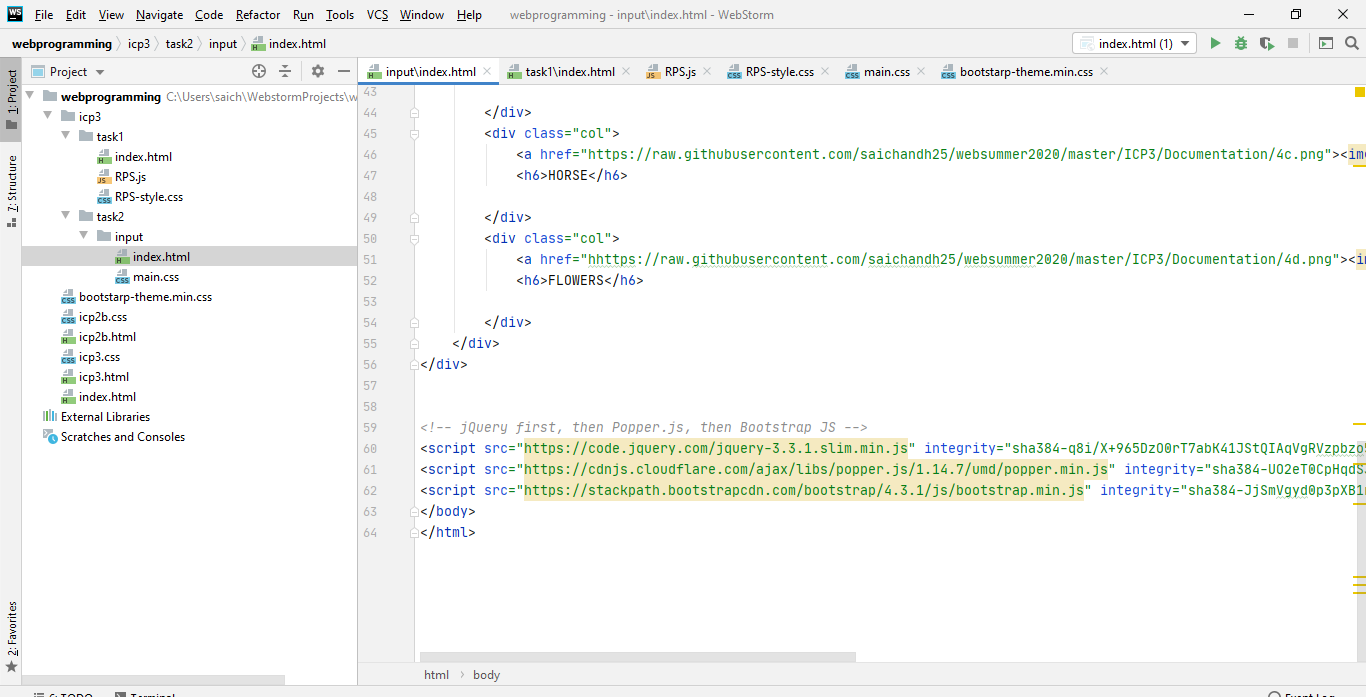 WS File Edit View Navigate Code Refactor Run Tools VCS Window Help webprogramming - input\index.html - WebStorm
webprogramming icp3 task2 input index.html index.html (1)
Project input\index.html task1\index.html RPS.js RPS-style.css main.css bootstarp-theme.min.css
1: Project
7: Structure
2: Favorites
webprogramming C:\Users\saich\WebstormProjects\w
icp3
task1
index.html
RPS.js
RPS-style.css
task2
input
index.html
main.css
bootstarp-theme.min.css
icp2b.css
icp2b.html
icp3.css
icp3.html
index.html
External Libraries
Scratches and Consoles
43
44 </div>
45 <div class="col">
46 <a href="https://raw.githubusercontent.com/saichandh25/websummer2020/master/ICP3/Documentation/4c.png"><im
47 <h6>HORSE</h6>
48
49 </div>
50 <div class="col">
51 <a href="hhttps://raw.githubusercontent.com/saichandh25/websummer2020/master/ICP3/Documentation/4d.png"><i
52 <h6>FLOWERS</h6>
53
54 </div>
55 </div>
56 </div>
57
58
59 <!-- jQuery first, then Popper.js, then Bootstrap JS -->
60 <script src="https://code.jquery.com/jquery-3.3.1.slim.min.js" integrity="sha384-q8i/X+965DzO0rT7abK41JStQIAqVgRVzpbzo5
61 <script src="https://cdnjs.cloudflare.com/ajax/libs/popper.js/1.14.7/umd/popper.min.js" integrity="sha384-UO2eT0CpHqdS
62 <script src="https://stackpath.bootstrapcdn.com/bootstrap/4.3.1/js/bootstrap.min.js" integrity="sha384-JjSmVgyd0p3pXB1
63 </body>
64 </html>
html body
6: TODO Terminal Event Log